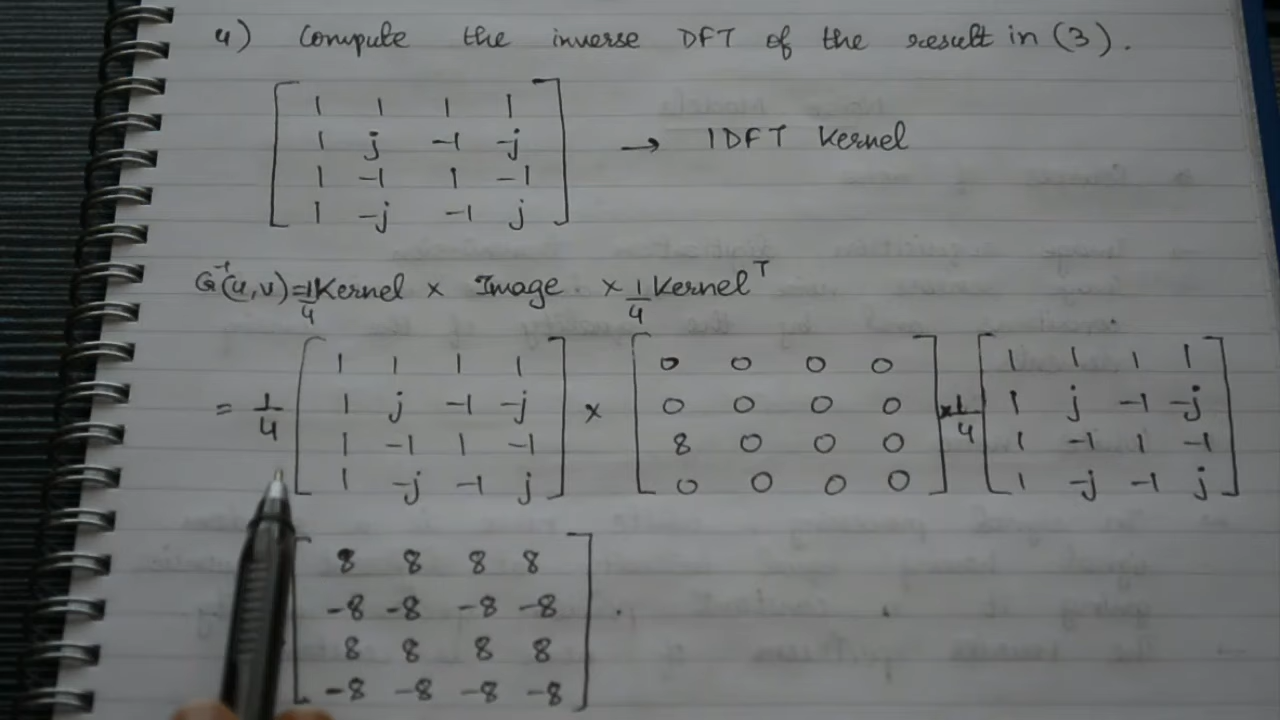 4) Compute the inverse DFT of the result in (3).
1 1 1 1
1 j -1 -j → IDFT Kernel
1 -1 1 -1
1 -j -1 j
G⁻¹(u,v) = 1/4 Kernel × Image × 1/4 Kernelᵀ
1 1 1 1 0 0 0 0 1 1 1 1
= 1/4 1 j -1 -j × 0 0 0 0 × 1/4 1 j -1 -j
1 -1 1 -1 8 0 0 0 1 -1 1 -1
1 -j -1 j 0 0 0 0 1 -j -1 j
8 8 8 8
-8 -8 -8 -8 .
8 8 8 8
-8 -8 -8 -8